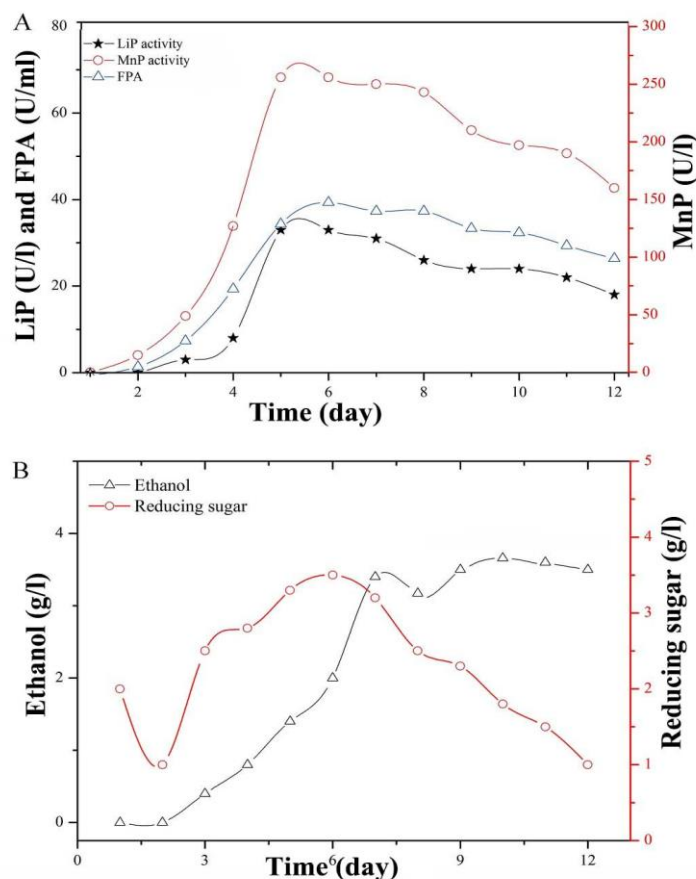 A
80
60
40
20
0
LiP (U/l) and FPA (U/ml)
LiP activity
MnP activity
FPA
300
250
200
150
100
50
0
MnP (U/l)
2
4
6
8
10
12
Time (day)
B
4
2
0
Ethanol (g/l)
Ethanol
Reducing sugar
5
4
3
2
1
0
Reducing sugar (g/l)
0
3
6
9
12
Time (day)